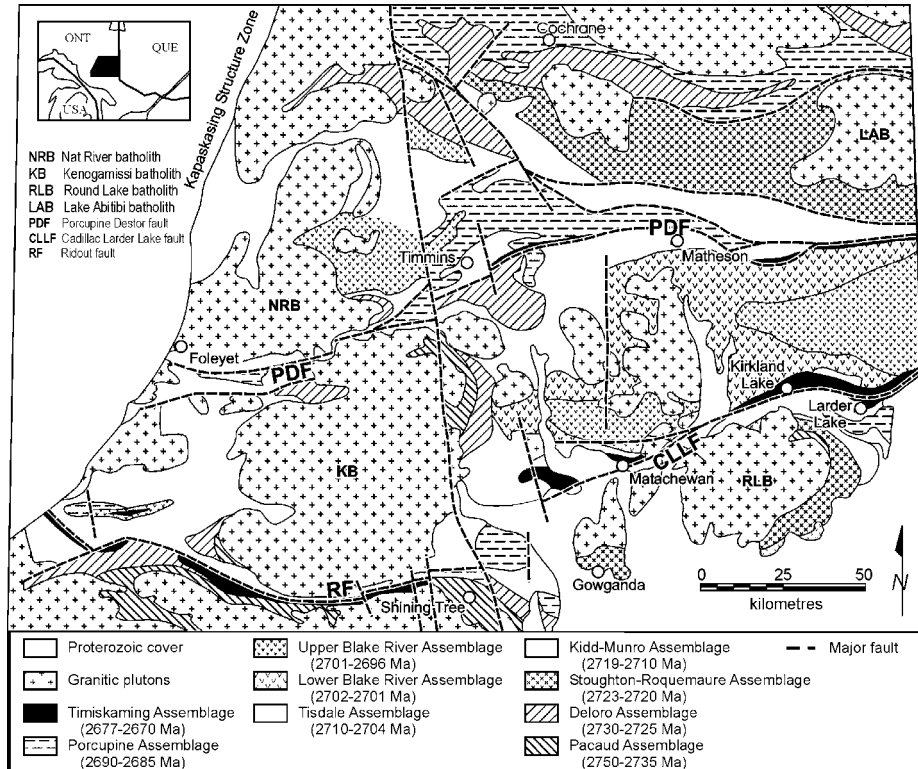 ONT
QUE
USA
Kapaskasing Structure Zone
Cochrane
NRB Nat River batholith
KB Kenogamissi batholith
RLB Round Lake batholith
LAB Lake Abitibi batholith
PDF Porcupine Destor fault
CLLF Cadillac Larder Lake fault
RF Ridout fault
LAB
PDF
Timmins
Matheson
NRB
Foleyet
PDF
Kirkland
Lake
Larder
Lake
KB
CLLF
Matachewan
RLB
Gowganda
RF
Shining Tree
0 25 50
kilometres
N
Proterozoic cover
Granitic plutons
Timiskaming Assemblage
(2677-2670 Ma)
Porcupine Assemblage
(2690-2685 Ma)
Upper Blake River Assemblage
(2701-2696 Ma)
Lower Blake River Assemblage
(2702-2701 Ma)
Tisdale Assemblage
(2710-2704 Ma)
Kidd-Munro Assemblage
(2719-2710 Ma)
Stoughton-Roquemaure Assemblage
(2723-2720 Ma)
Deloro Assemblage
(2730-2725 Ma)
Pacaud Assemblage
(2750-2735 Ma)
Major fault